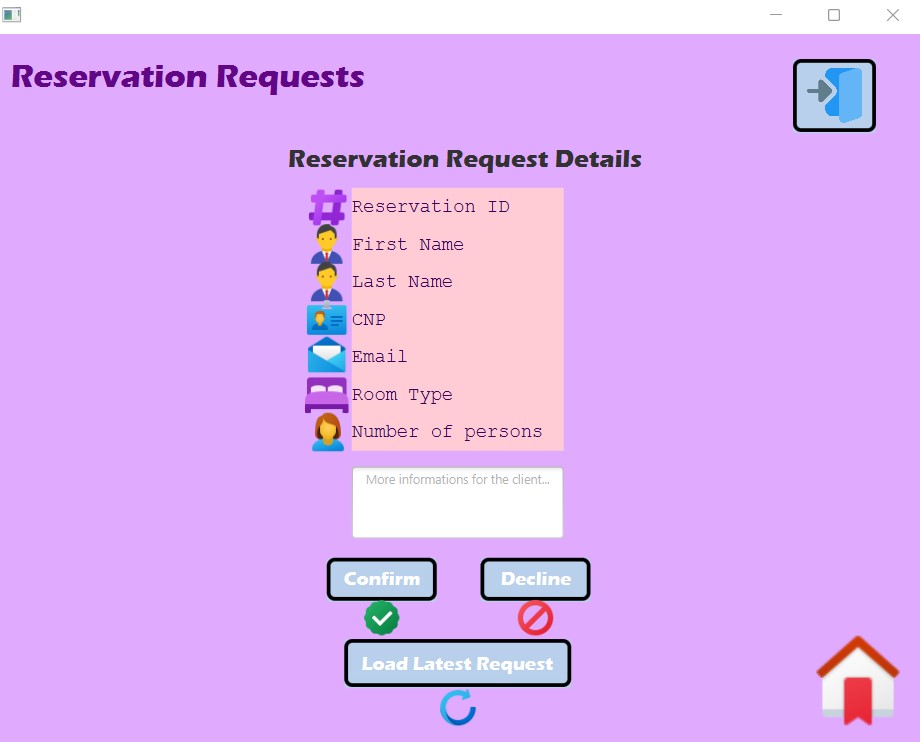 Reservation Requests
Reservation Request Details
Reservation ID
First Name
Last Name
CNP
Email
Room Type
Number of persons
More informations for the client...
Confirm
Decline
Load Latest Request